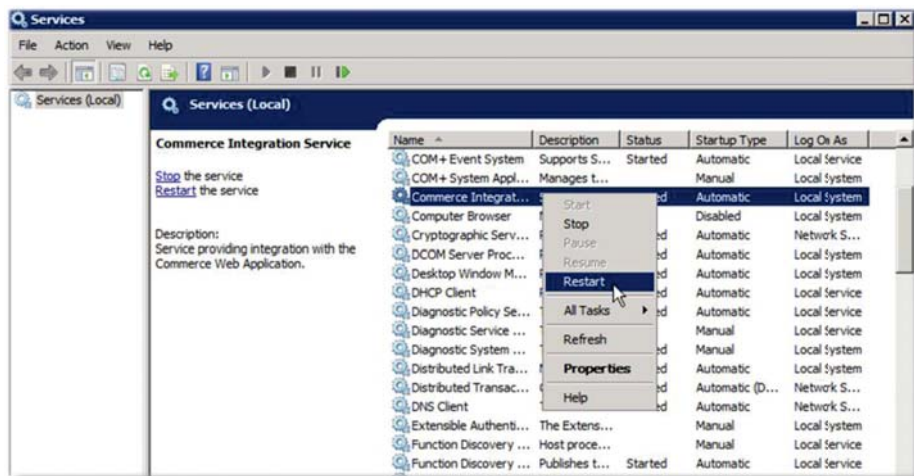 Services
File Action View Help
Services (Local)
Services (Local)
Commerce Integration Service
Stop the service
Restart the service
Description:
Service providing integration with the
Commerce Web Application.
Name Description Status Startup Type Log On As
COM+ Event System Supports S... Started Automatic Local Service
COM+ System Appl... Manages t... Manual Local System
Commerce Integrat... Automatic Local System
Computer Browser Disabled Local System
Cryptographic Serv... Automatic Network S...
DCOM Server Proc... Automatic Local System
Desktop Window M... Automatic Local System
DHCP Client Automatic Local Service
Diagnostic Policy Se... Automatic Local Service
Diagnostic Service ... Manual Local Service
Diagnostic System ... Manual Local System
Distributed Link Tra... Automatic Local System
Distributed Transac... Automatic (D... Network S...
DNS Client Automatic Network S...
Extensible Authenti... The Extens... Manual Local System
Function Discovery ... Host proce... Manual Local Service
Function Discovery ... Publishes t... Started Automatic Local Service
Start
Stop
Pause
Resume
Restart
All Tasks
Refresh
Properties
Help